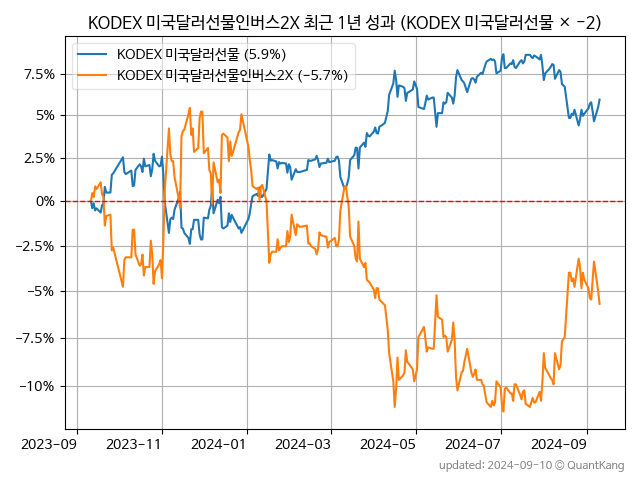 KODEX 미국달러선물인버스2X 최근 1년 성과 (KODEX 미국달러선물 × −2)
KODEX 미국달러선물 (5.9%)
KODEX 미국달러선물인버스2X (−5.7%)
7.5%
5%
2.5%
0%
−2.5%
−5%
−7.5%
−10%
2023-09 2023-11 2024-01 2024-03 2024-05 2024-07 2024-09
updated: 2024-09-10 © QuantKang